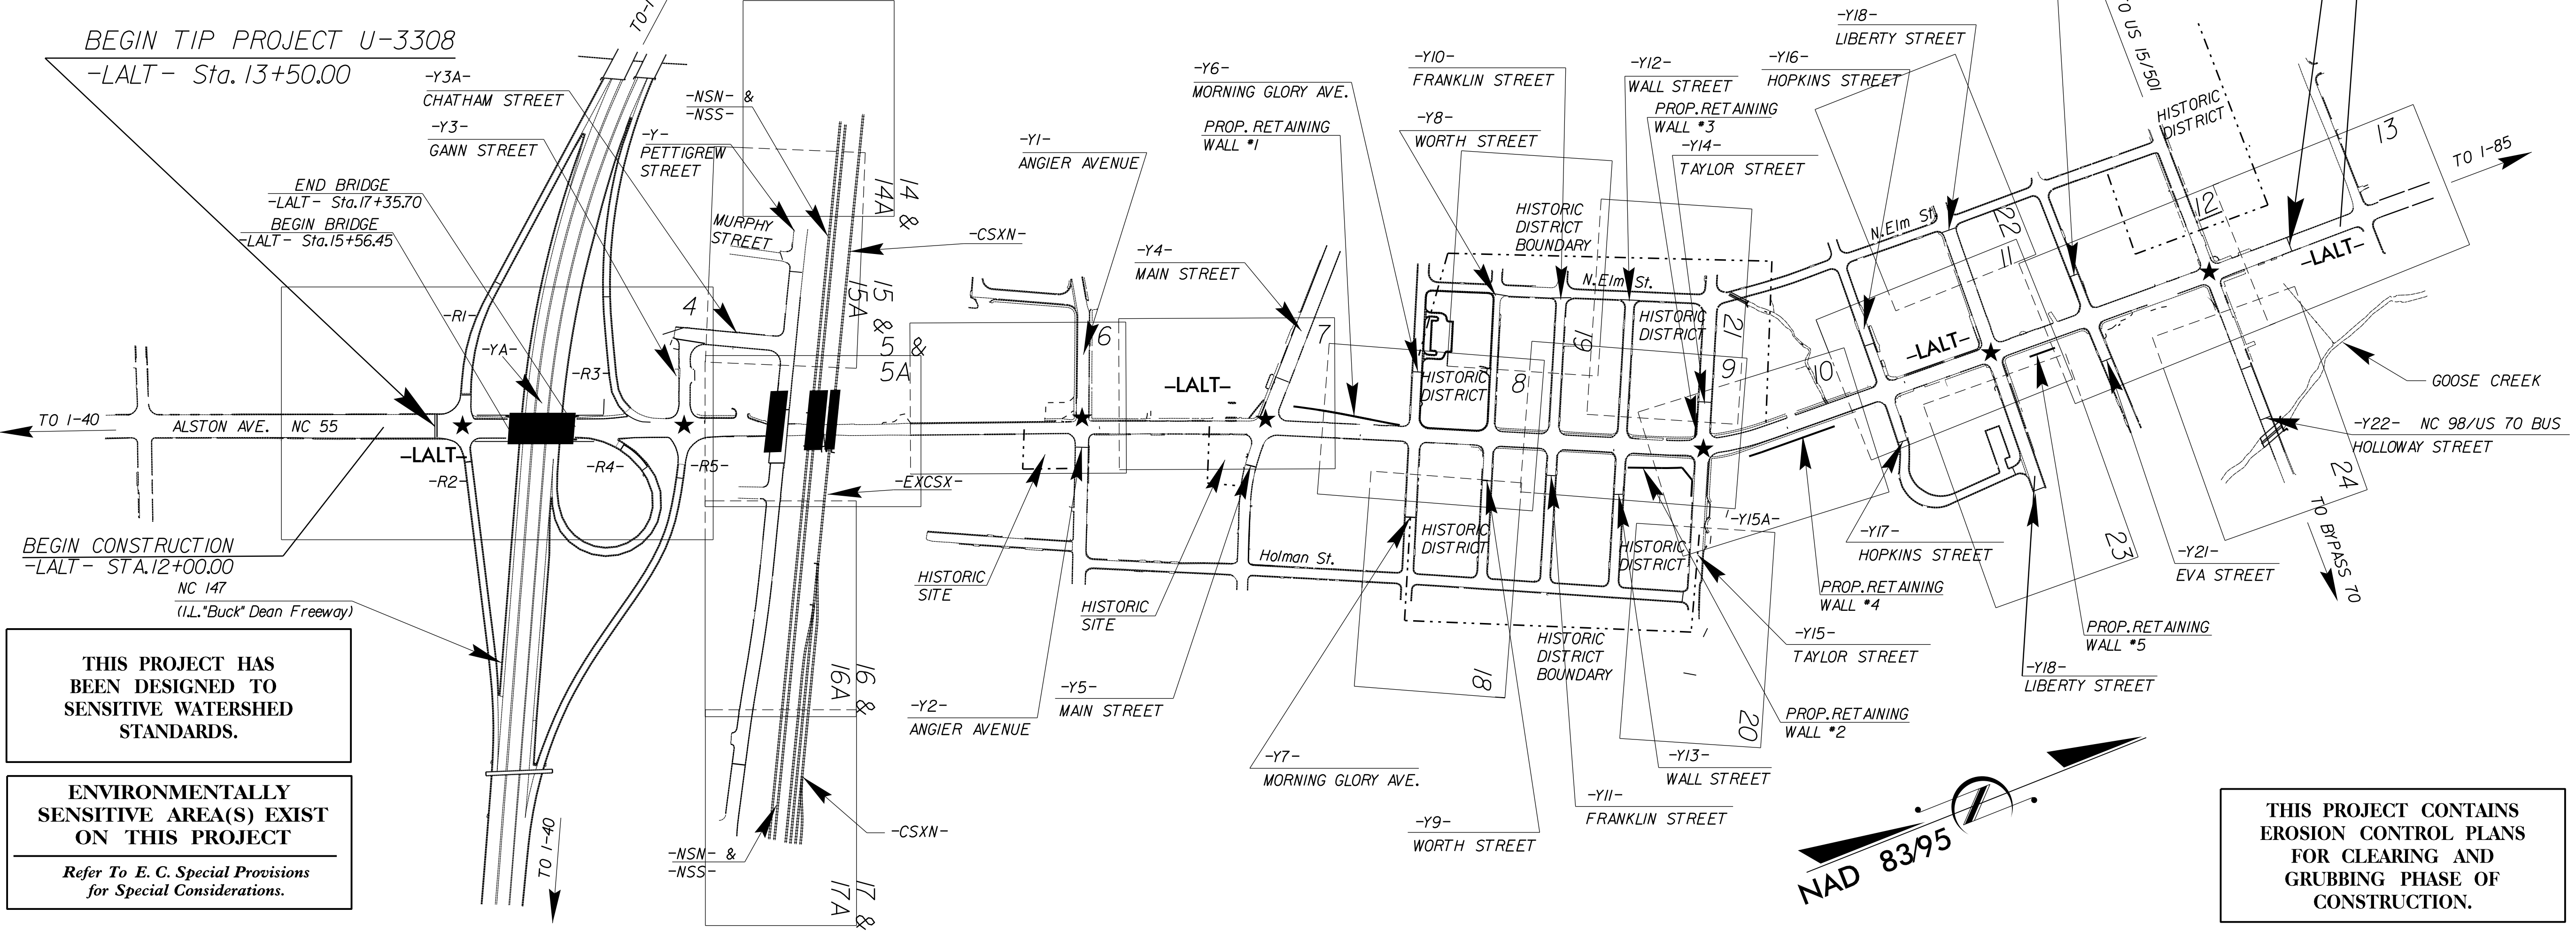 BEGIN TIP PROJECT U-3308
-LALT- Sta. 13+50.00
-Y3A-
CHATHAM STREET
-Y3-
GANN STREET
END BRIDGE
-LALT- Sta. 17+35.70
BEGIN BRIDGE
-LALT- Sta. 15+56.45
-NSN- &
-NSS-
-Y-
PETTIGREW
STREET
MURPHY
STREET
14 &
14A
-CSXN-
15 &
15A
5 &
5A
4
-R1-
-YA-
-R3-
TO I-40
ALSTON AVE. NC 55
-LALT-
-R2-
-R4-
-R5-
-EXCSX-
BEGIN CONSTRUCTION
-LALT- STA. 12+00.00
NC 147
(I.L."Buck" Dean Freeway)
THIS PROJECT HAS
BEEN DESIGNED TO
SENSITIVE WATERSHED
STANDARDS.
ENVIRONMENTALLY
SENSITIVE AREA(S) EXIST
ON THIS PROJECT
Refer To E. C. Special Provisions
for Special Considerations.
TO I-40
-NSN- &
-NSS-
-CSXN-
16 &
16A
17 &
17A
-Y1-
ANGIER AVENUE
6
-Y4-
MAIN STREET
-LALT-
7
HISTORIC
SITE
HISTORIC
SITE
-Y2-
ANGIER AVENUE
-Y5-
MAIN STREET
-Y6-
MORNING GLORY AVE.
PROP. RETAINING
WALL #1
-Y10-
FRANKLIN STREET
-Y8-
WORTH STREET
-Y12-
WALL STREET
PROP. RETAINING
WALL #3
-Y14-
TAYLOR STREET
HISTORIC
DISTRICT
BOUNDARY
N. Elm St.
HISTORIC
DISTRICT
HISTORIC
DISTRICT
8
19
9
21
10
HISTORIC
DISTRICT
HISTORIC
DISTRICT
Holman St.
18
HISTORIC
DISTRICT
BOUNDARY
20
-Y7-
MORNING GLORY AVE.
-Y9-
WORTH STREET
-Y11-
FRANKLIN STREET
-Y13-
WALL STREET
PROP. RETAINING
WALL #2
-Y15-
TAYLOR STREET
-Y15A-
PROP. RETAINING
WALL #4
-Y17-
HOPKINS STREET
-Y16-
HOPKINS STREET
-Y18-
LIBERTY STREET
N. Elm St.
22
11
-LALT-
12
13
HISTORIC
DISTRICT
US 15/501
TO I-85
-LALT-
GOOSE CREEK
-Y22- NC 98/US 70 BUS
HOLLOWAY STREET
24
TO BYPASS 70
23
-Y21-
EVA STREET
PROP. RETAINING
WALL #5
-Y18-
LIBERTY STREET
NAD 83/95
THIS PROJECT CONTAINS
EROSION CONTROL PLANS
FOR CLEARING AND
GRUBBING PHASE OF
CONSTRUCTION.